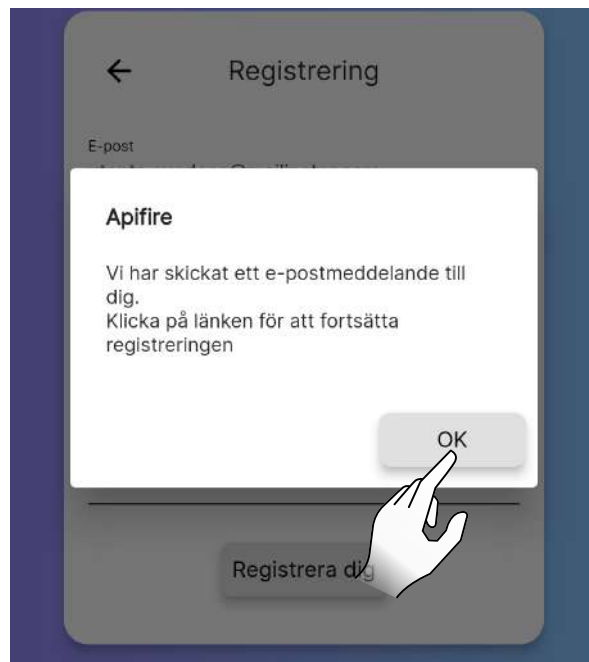 Registrering
E-post
Apifire
Vi har skickat ett e-postmeddelande till
dig.
Klicka på länken för att fortsätta
registreringen
OK
Registrera dig